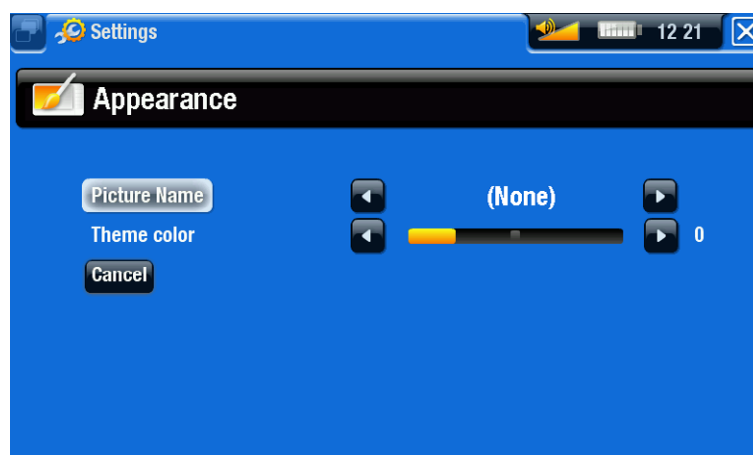 Settings
12 21
Appearance
Picture Name
(None)
Theme color
0
Cancel